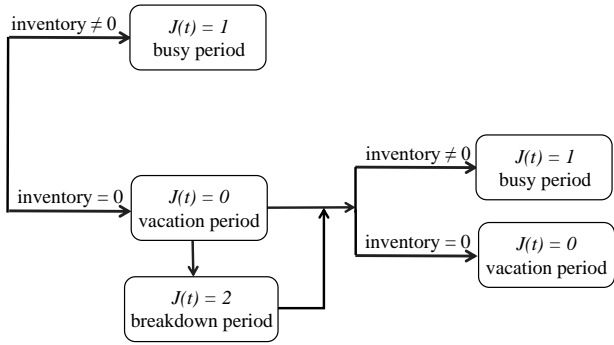 inventory ≠ 0
J(t) = 1
busy period
inventory = 0
J(t) = 0
vacation period
J(t) = 2
breakdown period
inventory ≠ 0
J(t) = 1
busy period
inventory = 0
J(t) = 0
vacation period